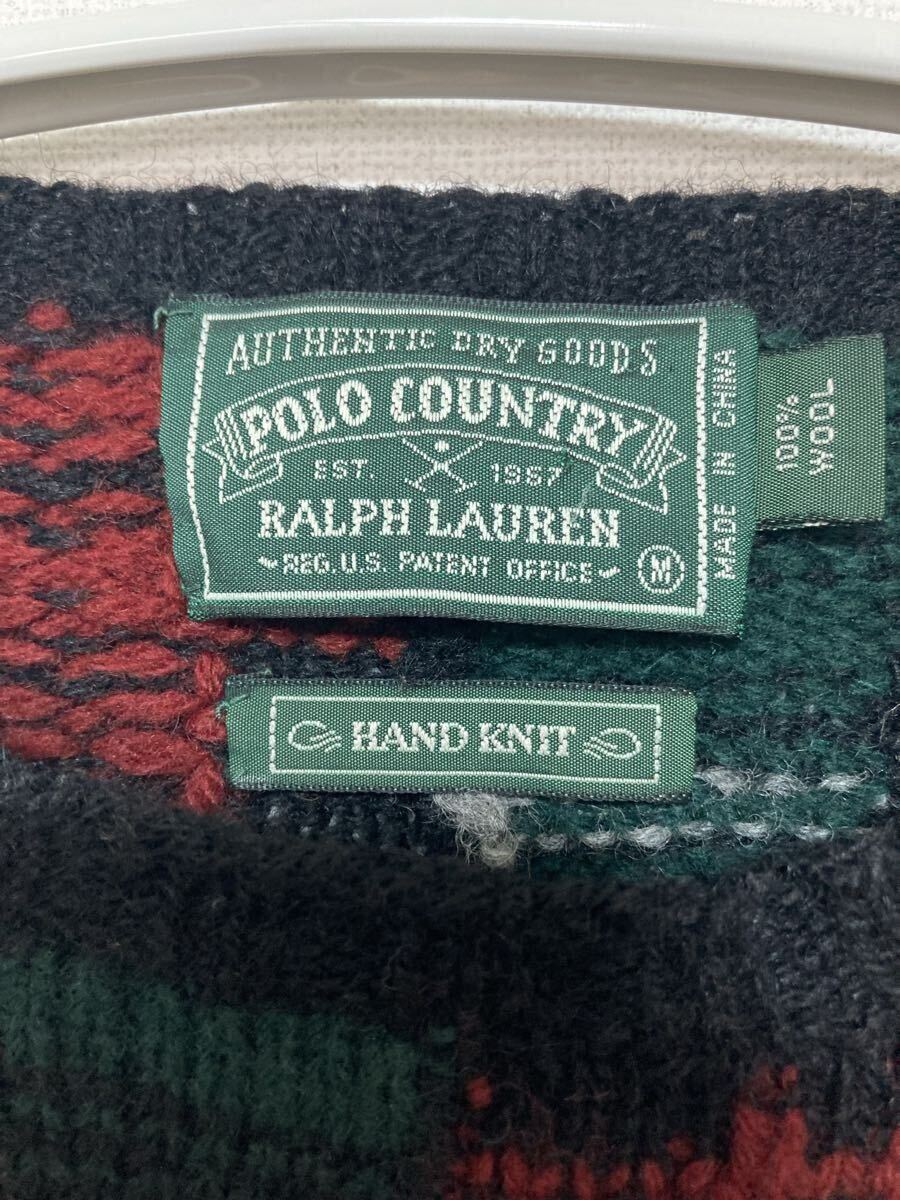 AUTHENTIC DRY GOODS
POLO COUNTRY
EST. 1967
RALPH LAUREN
REG. U.S. PATENT OFFICE
M
MADE IN CHINA
100%
WOOL
HAND KNIT